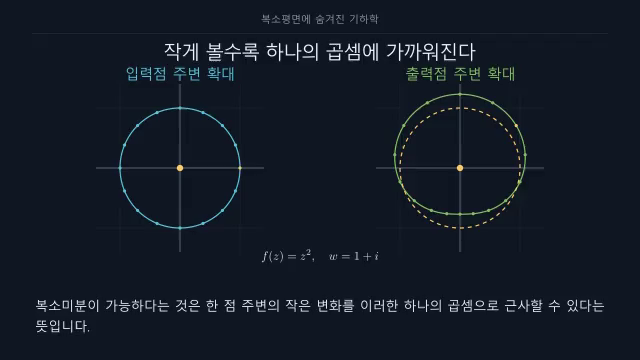 복소평면에 숨겨진 기하학
작게 볼수록 하나의 곱셈에 가까워진다
입력점 주변 확대
출력점 주변 확대
f(z) = z², w = 1 + i
복소미분이 가능하다는 것은 한 점 주변의 작은 변화를 이러한 하나의 곱셈으로 근사할 수 있다는
뜻입니다.